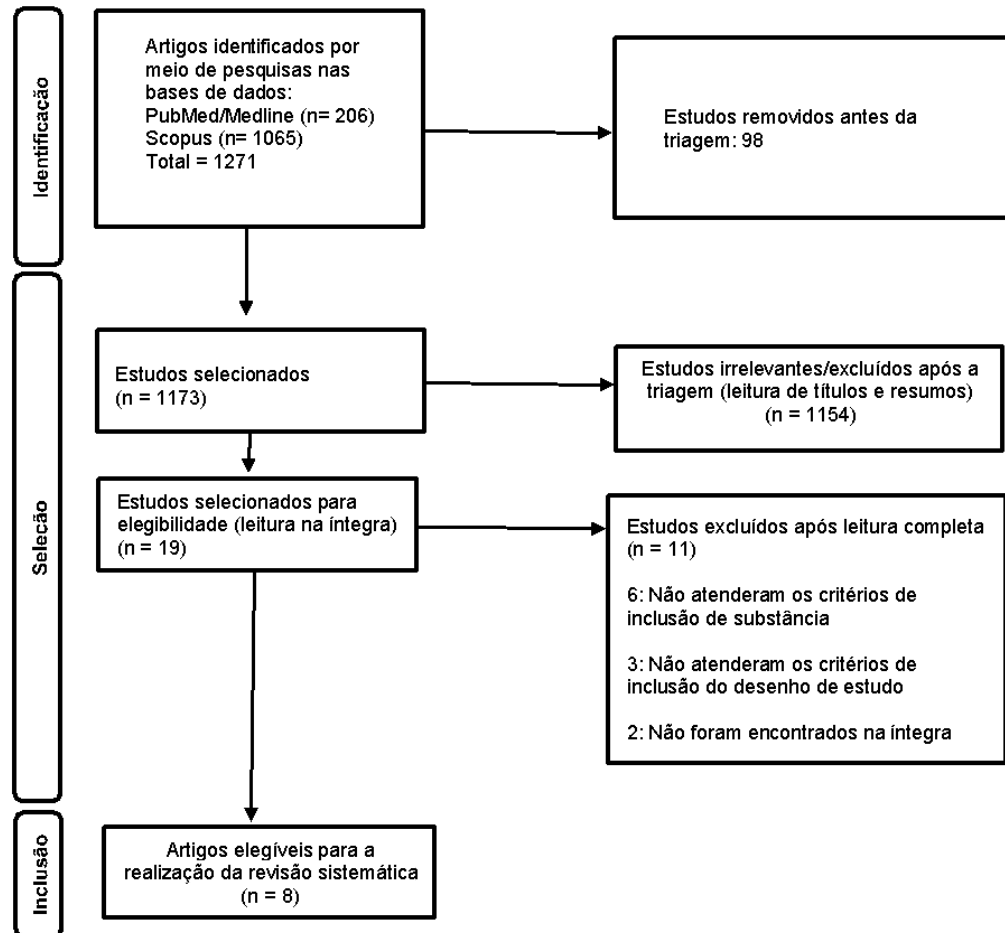 Identificação
Artigos identificados por
meio de pesquisas nas
bases de dados:
PubMed/Medline (n= 206)
Scopus (n= 1065)
Total = 1271
Estudos removidos antes da
triagem: 98
Seleção
Estudos selecionados
(n = 1173)
Estudos irrelevantes/excluídos após a
triagem (leitura de títulos e resumos)
(n = 1154)
Estudos selecionados para
elegibilidade (leitura na íntegra)
(n = 19)
Estudos excluídos após leitura completa
(n = 11)
6: Não atenderam os critérios de
inclusão de substância
3: Não atenderam os critérios de
inclusão do desenho de estudo
2: Não foram encontrados na íntegra
Inclusão
Artigos elegíveis para a
realização da revisão sistemática
(n = 8)